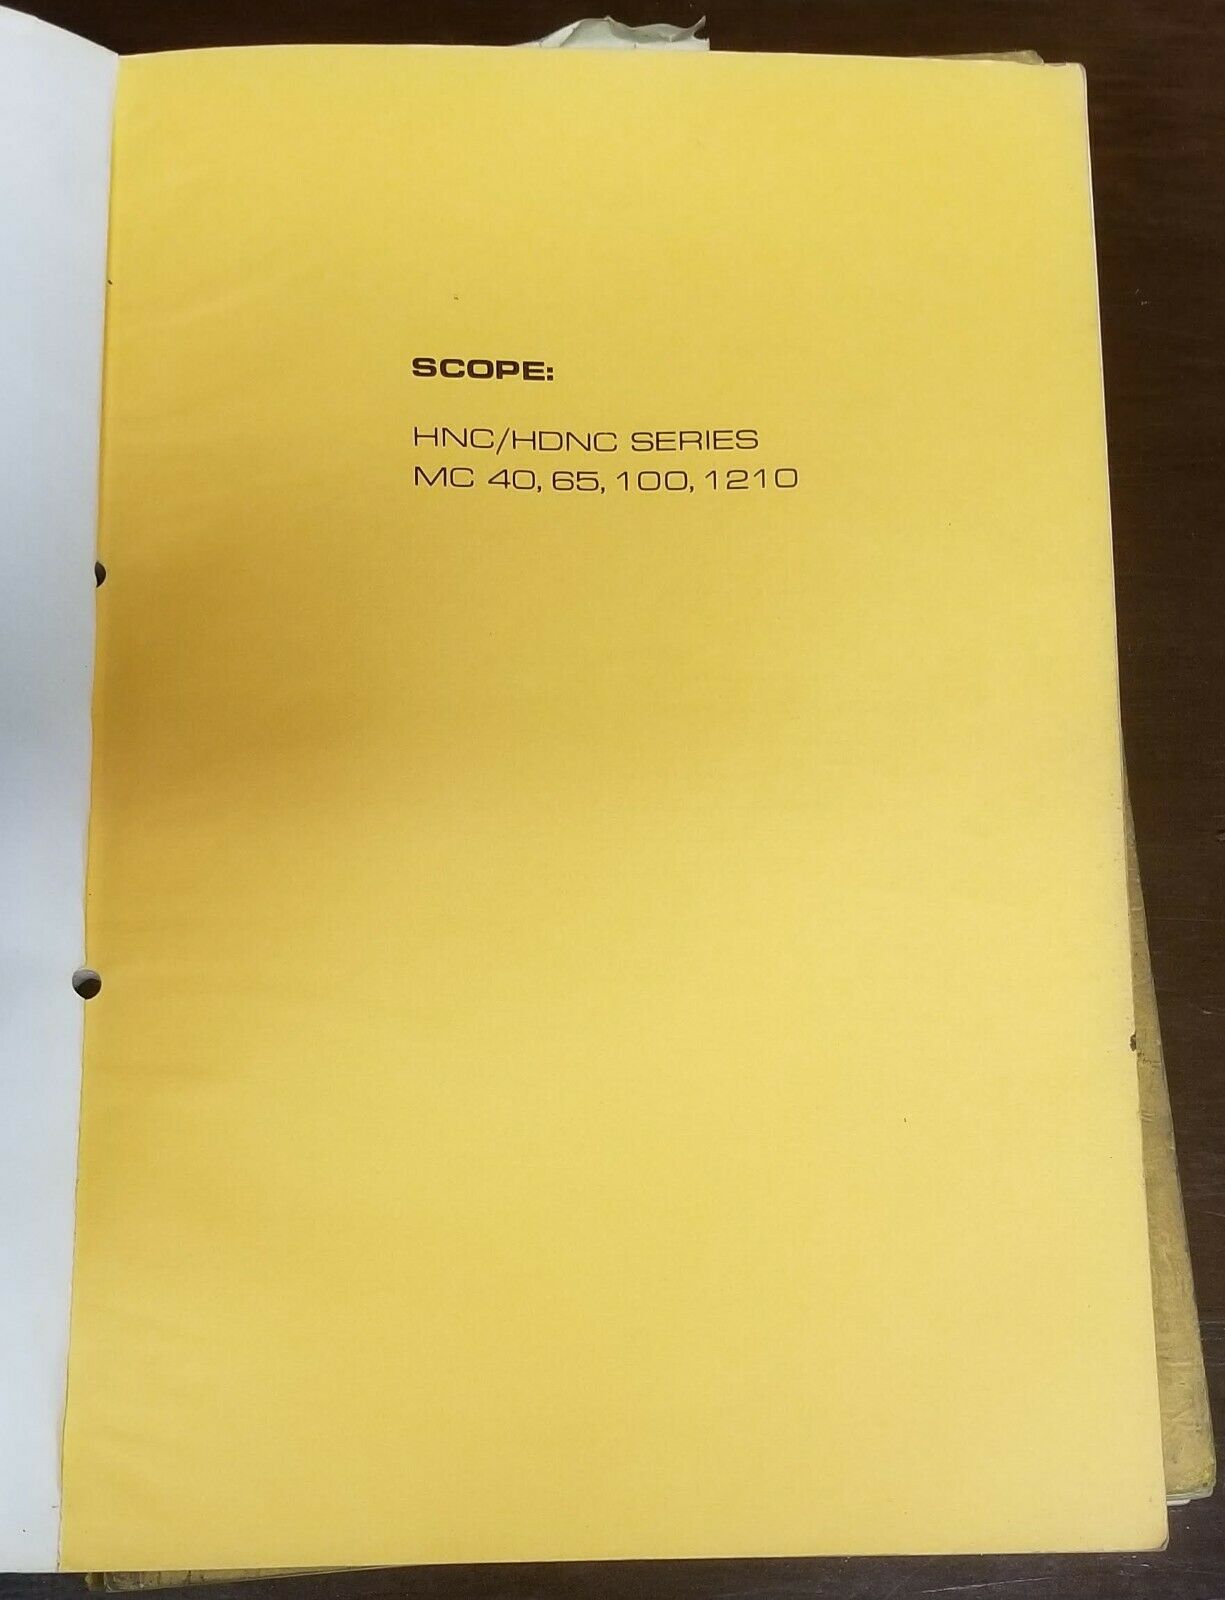 SCOPE:
HNC/HDNC SERIES
MC 40, 65, 100, 1210